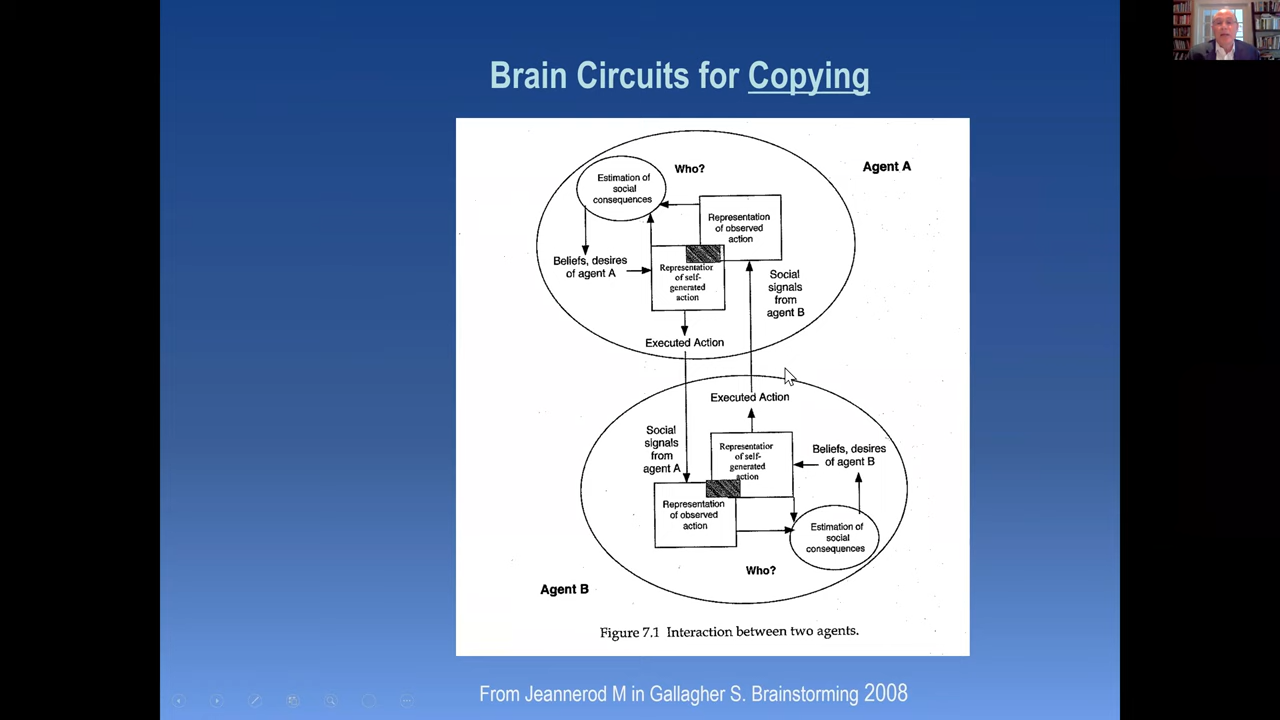 Brain Circuits for Copying
Agent A
Who?
Estimation of
social
consequences
Representation
of observed
action
Beliefs, desires
of agent A
Representatior
of self-
generated
action
Social
signals
from
agent B
Executed Action
Executed Action
Social
signals
from
agent A
Representatior
of self-
generated
action
Beliefs, desires
of agent B
Representation
of observed
action
Estimation of
social
consequences
Who?
Agent B
Figure 7.1 Interaction between two agents.
From Jeannerod M in Gallagher S. Brainstorming 2008